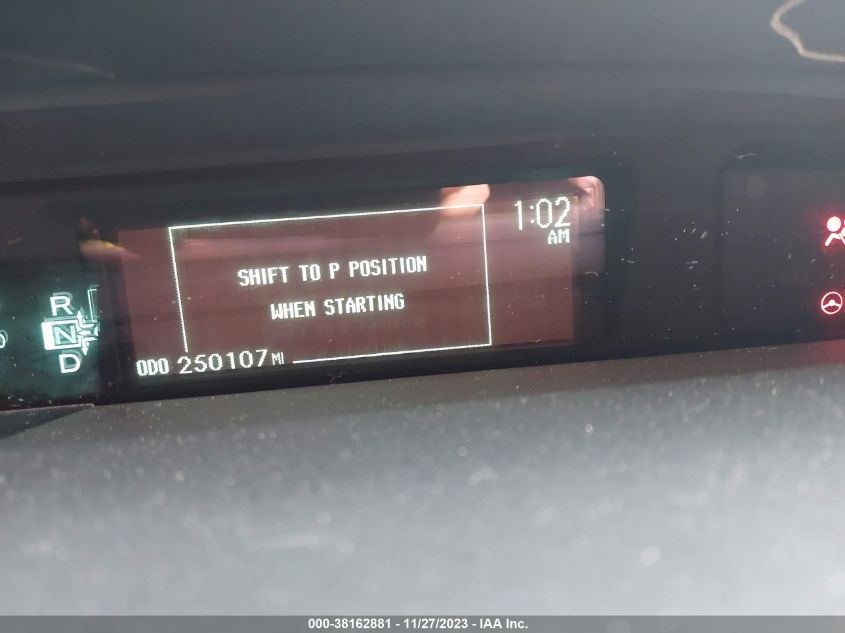 1:02
AM
SHIFT TO P POSITION
WHEN STARTING
R
N
D
ODO 250107 MI
000-38162881 - 11/27/2023 - IAA Inc.